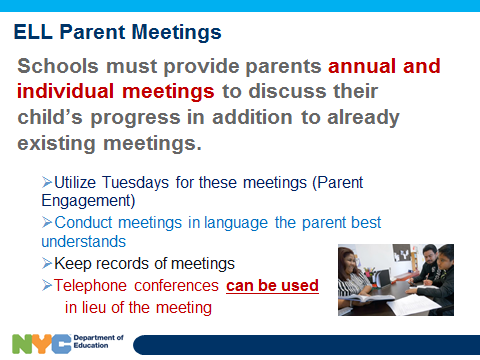 ELL Parent Meetings
Schools must provide parents annual and
individual meetings to discuss their
child's progress in addition to already
existing meetings.
➢Utilize Tuesdays for these meetings (Parent
Engagement)
➢Conduct meetings in language the parent best
understands
➢Keep records of meetings
➢Telephone conferences can be used
in lieu of the meeting
NYC Department of
Education